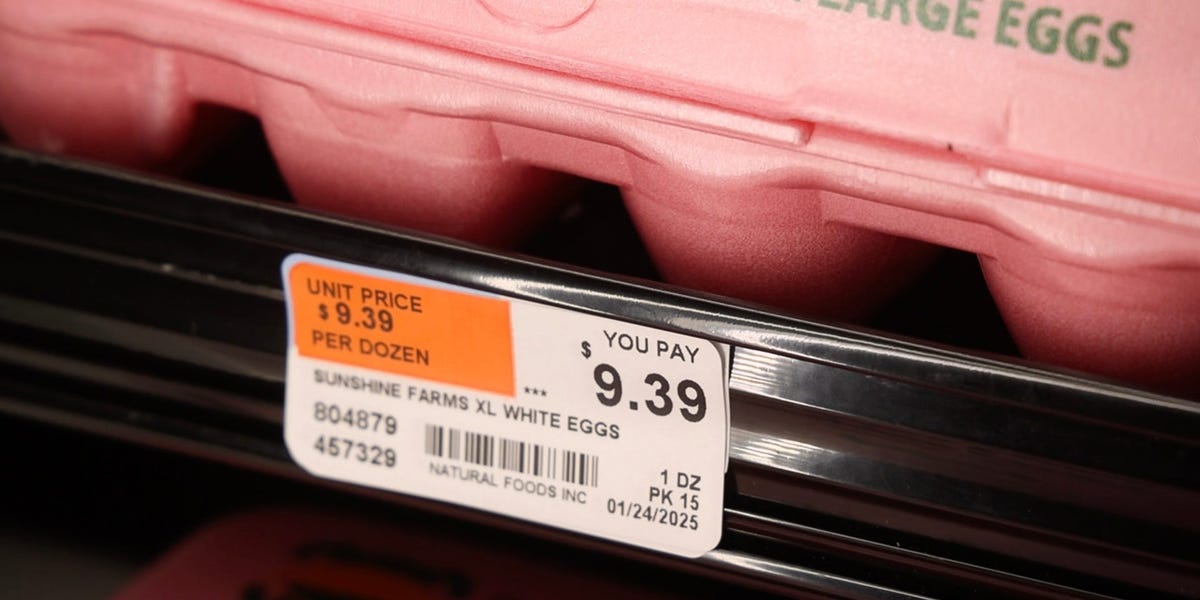 LARGE EGGS
UNIT PRICE
$ 9.39
PER DOZEN
YOU PAY
$ 9.39
***
SUNSHINE FARMS XL WHITE EGGS
804879
457329
NATURAL FOODS INC
1 DZ
PK 15
01/24/2025